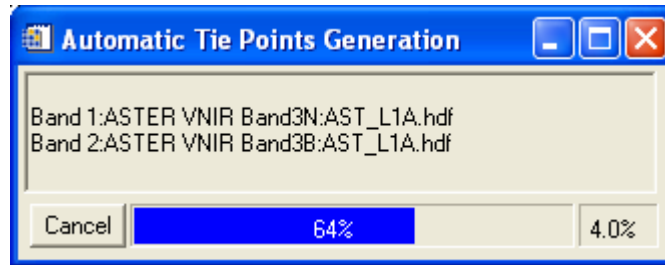 Automatic Tie Points Generation
Band 1:ASTER VNIR Band3N:AST_L1A.hdf
Band 2:ASTER VNIR Band3B:AST_L1A.hdf
Cancel 64% 4.0%